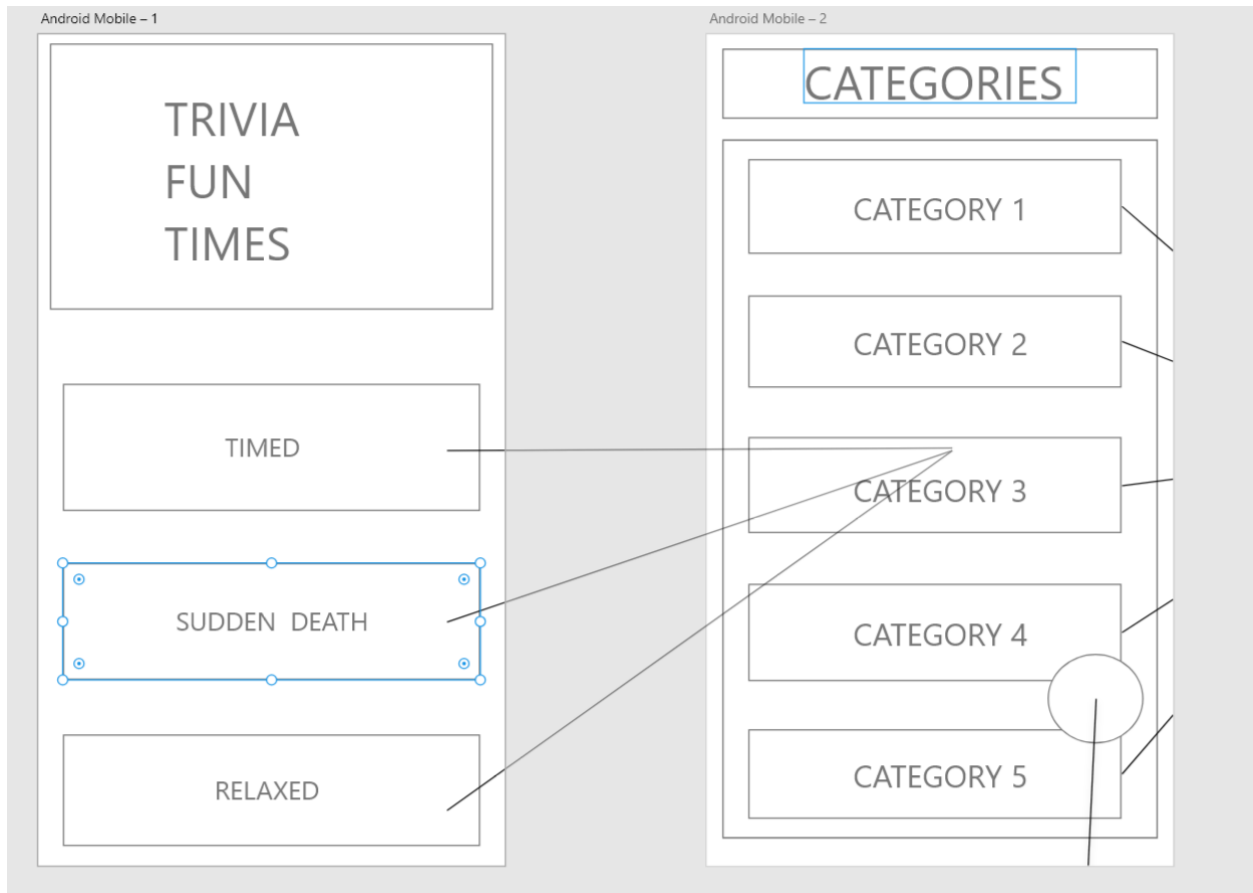 Android Mobile – 1
TRIVIA
FUN
TIMES
TIMED
SUDDEN DEATH
RELAXED
Android Mobile – 2
CATEGORIES
CATEGORY 1
CATEGORY 2
CATEGORY 3
CATEGORY 4
CATEGORY 5